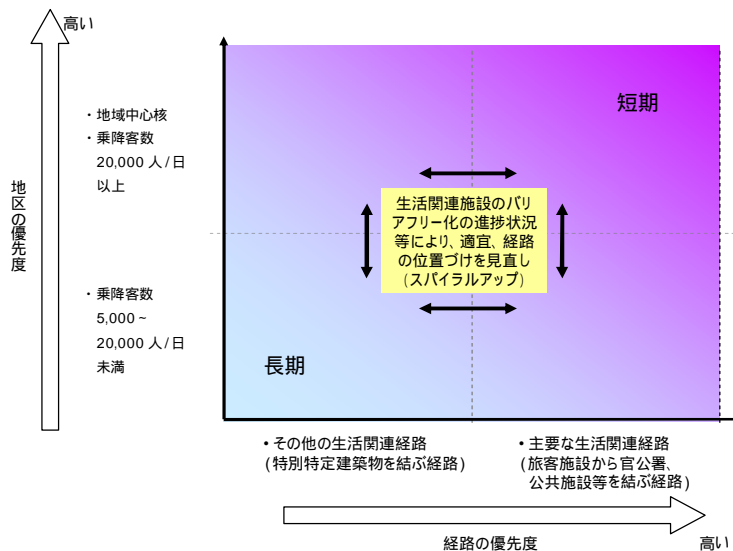 高い
・地域中心核
・乗降客数
20,000 人/日
以上
地区の優先度
・乗降客数
5,000 ~
20,000 人/日
未満
短期
生活関連施設のバリ
アフリー化の進捗状況
等により、適宜、経路
の位置づけを見直し
(スパイラルアップ)
長期
・その他の生活関連経路
(特別特定建築物を結ぶ経路)
・主要な生活関連経路
(旅客施設から官公署、
公共施設等を結ぶ経路)
経路の優先度
高い